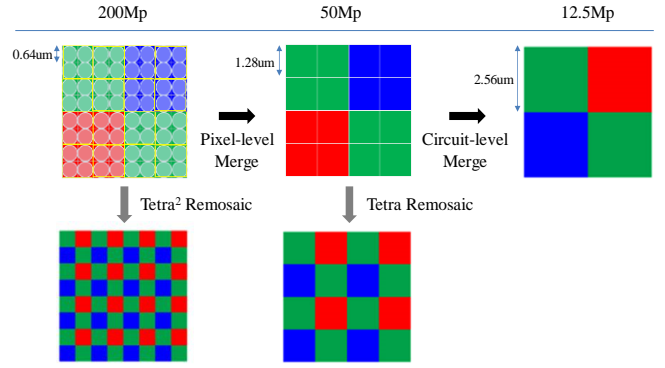 200Mp 50Mp 12.5Mp
0.64um
1.28um
2.56um
Pixel-level
Merge
Circuit-level
Merge
Tetra² Remosaic
Tetra Remosaic